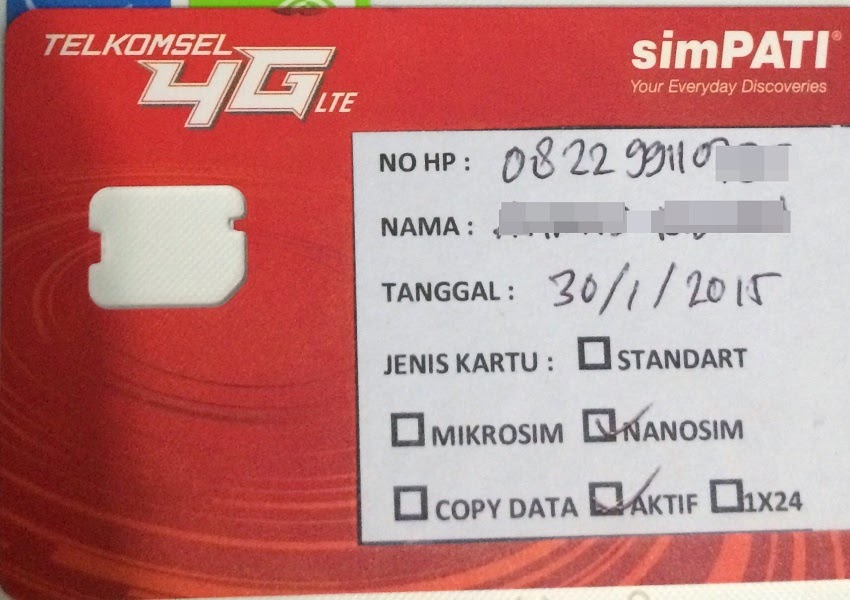 TELKOMSEL
4G LTE
simPATI®
Your Everyday Discoveries
NO HP : 0822 99110
NAMA :
TANGGAL : 30/1/2015
JENIS KARTU : STANDART
MIKROSIM NANOSIM
COPY DATA AKTIF 1X24